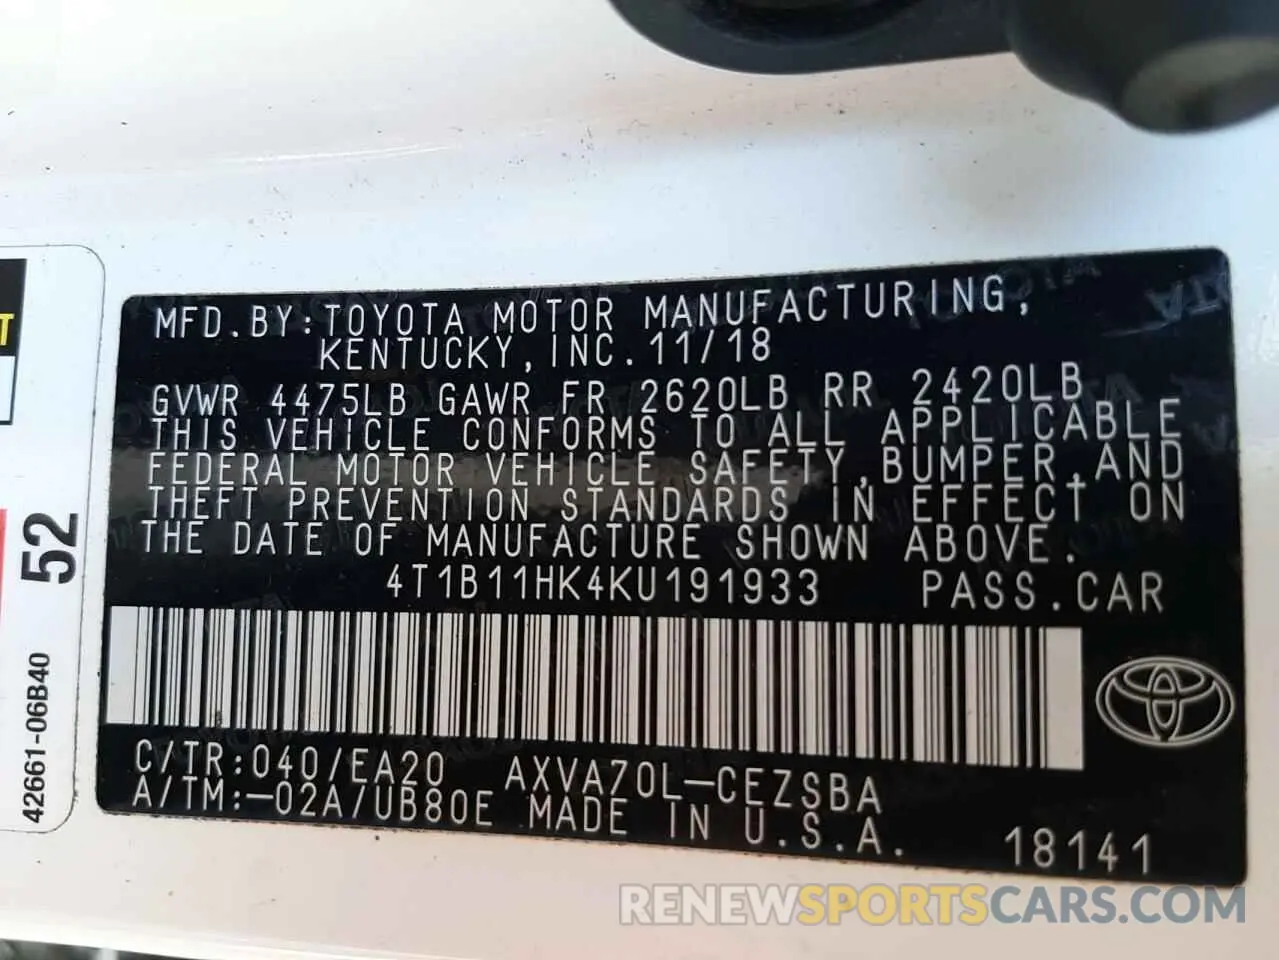 MFD.BY:TOYOTA MOTOR MANUFACTURING,
KENTUCKY,INC.11/18
GVWR 4475LB GAWR FR 2620LB RR 2420LB
THIS VEHICLE CONFORMS TO ALL APPLICABLE
FEDERAL MOTOR VEHICLE SAFETY,BUMPER,AND
THEFT PREVENTION STANDARDS IN EFFECT ON
THE DATE OF MANUFACTURE SHOWN ABOVE.
4T1B11HK4KU191933 PASS.CAR
C/TR:040/EA20 AXVA70L-CEZSBA
A/TM:-02A/UB80E MADE IN U.S.A.
18141
52
42661-06B40
RENEWSPORTSCARS.COM